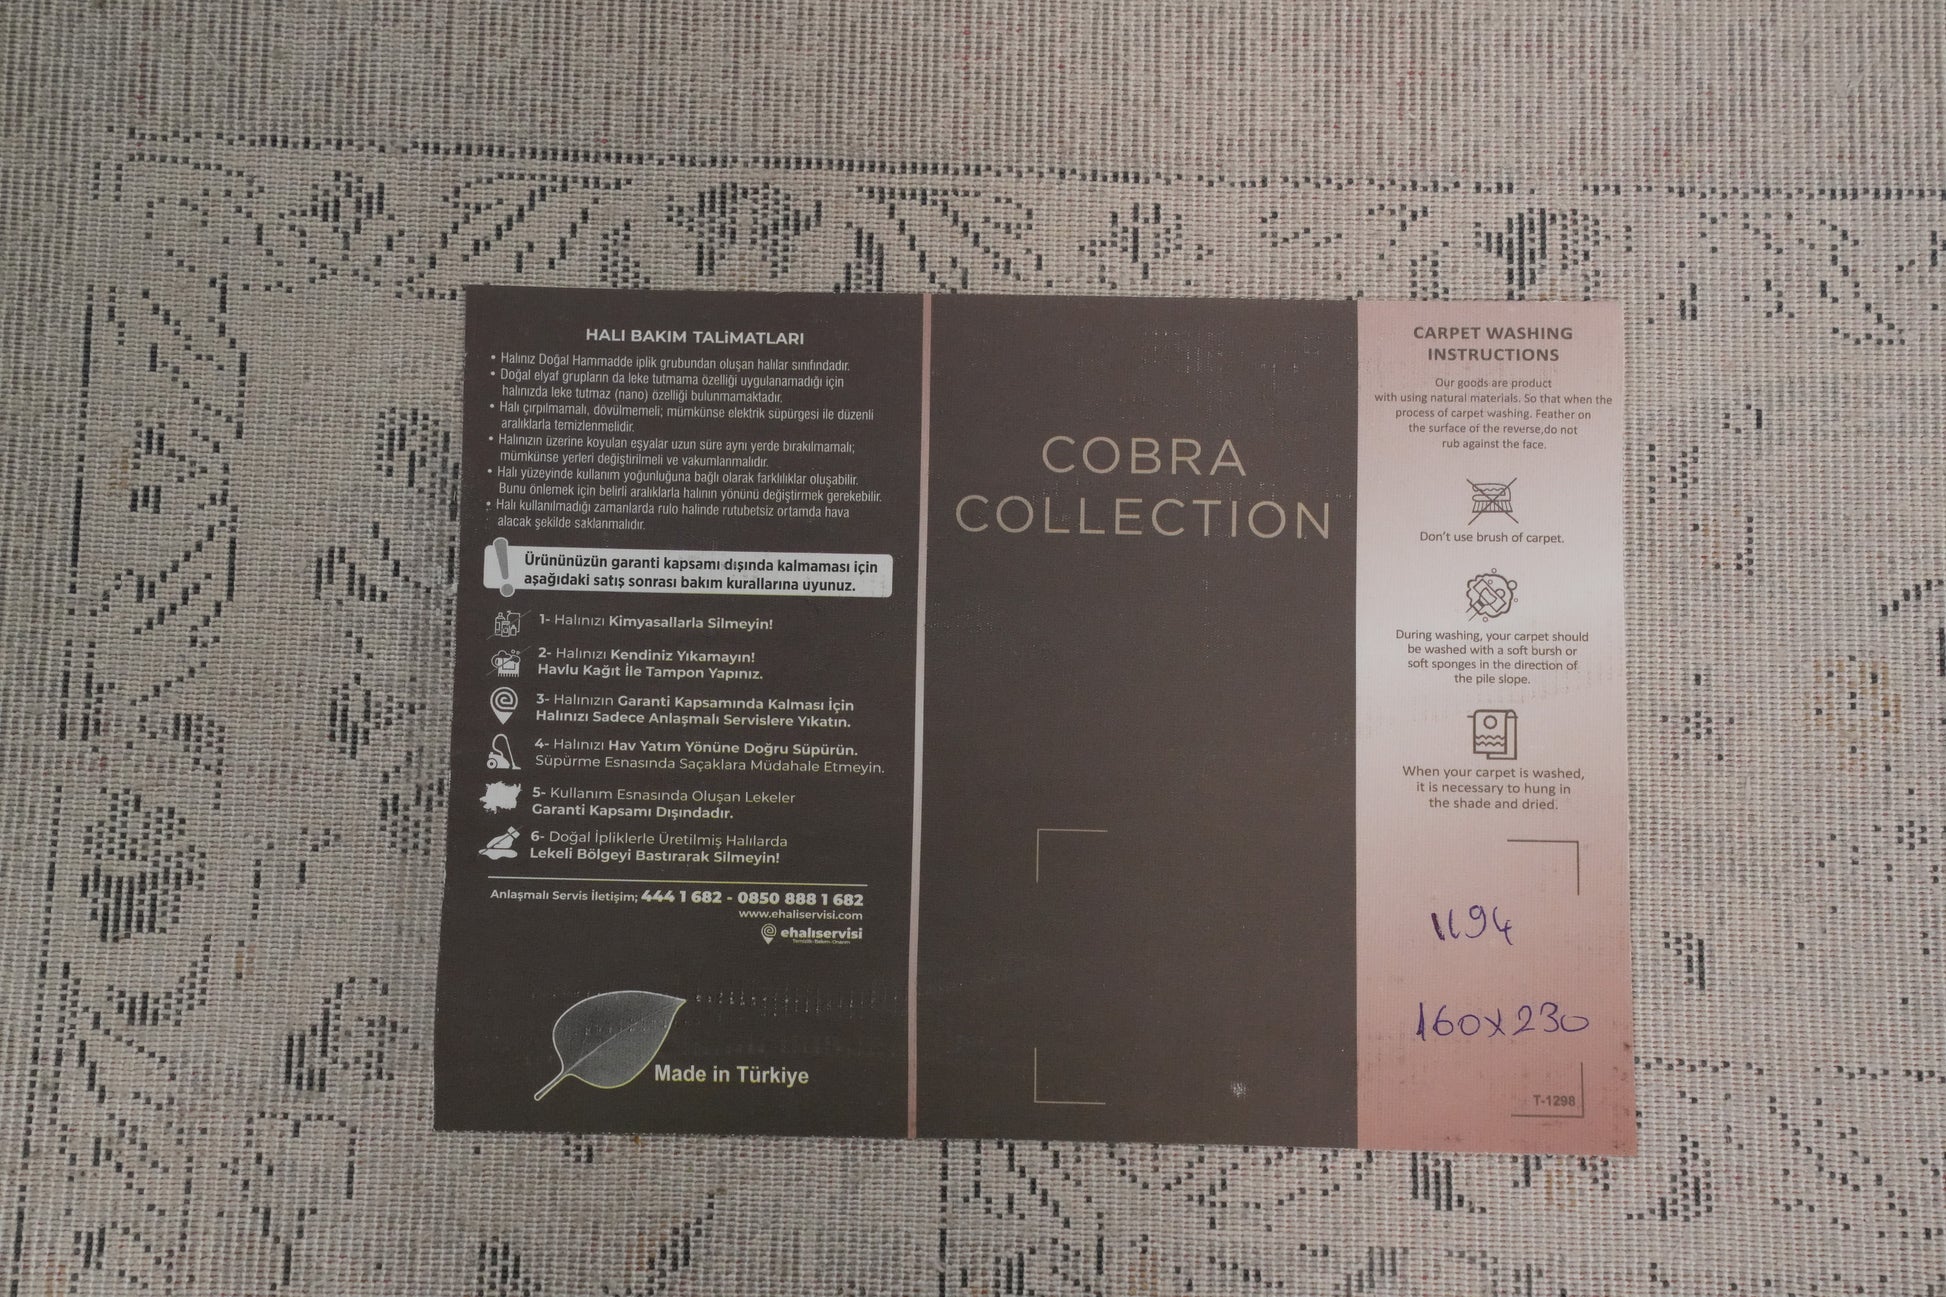 HALI BAKIM TALiMATLARI
• Halınız Doğal Hammadde iplik grubundan oluşan halılar sınıfındadır.
• Doğal elyaf grupların da leke tutmama özelliği uygulanamadığı için
halınızda leke tutmaz (nano) özelliği bulunmamaktadır.
• Halı çırpılmamalı, dövülmemeli; mümkünse elektrik süpürgesi ile düzenli
aralıklarla temizlenmelidir.
• Halınızın üzerine koyulan eşyalar uzun süre aynı yerde bırakılmamalı;
mümkünse yerleri değiştirilmeli ve vakumlanmalıdır.
• Halı yüzeyinde kullanım yoğunluğuna bağlı olarak farklılıklar oluşabilir.
Bunu önlemek için belirli aralıklarla halının yönünü değiştirmek gerekebilir.
• Halı kullanılmadığı zamanlarda rulo halinde rutubetsiz ortamda hava
alacak şekilde saklanmalıdır.
Ürününüzün garanti kapsamı dışında kalmaması için
aşağıdaki satış sonrası bakım kurallarına uyunuz.
1- Halınızı Kimyasallarla Silmeyin!
2- Halınızı Kendiniz Yıkamayın!
Havlu Kağıt İle Tampon Yapınız.
3- Halınızın Garanti Kapsamında Kalması İçin
Halınızı Sadece Anlaşmalı Servislere Yıkatın.
4- Halınızı Hav Yatım Yönüne Doğru Süpürün.
Süpürme Esnasında Saçaklara Müdahale Etmeyin.
5- Kullanım Esnasında Oluşan Lekeler
Garanti Kapsamı Dışındadır.
6- Doğal İpliklerle Üretilmiş Halılarda
Lekeli Bölgeyi Bastırarak Silmeyin!
Anlaşmalı Servis İletişim; 444 1 682 - 0850 888 1 682
www.ehaliservisi.com
ehalıservisi
Temizlik-Bakım-Onarım
Made in Türkiye
COBRA
COLLECTION
CARPET WASHING
INSTRUCTIONS
Our goods are product
with using natural materials. So that when the
process of carpet washing. Feather on
the surface of the reverse,do not
rub against the face.
Don't use brush of carpet.
During washing, your carpet should
be washed with a soft bursh or
soft sponges in the direction of
the pile slope.
When your carpet is washed,
it is necessary to hung in
the shade and dried.
1194
160x230
T-1298